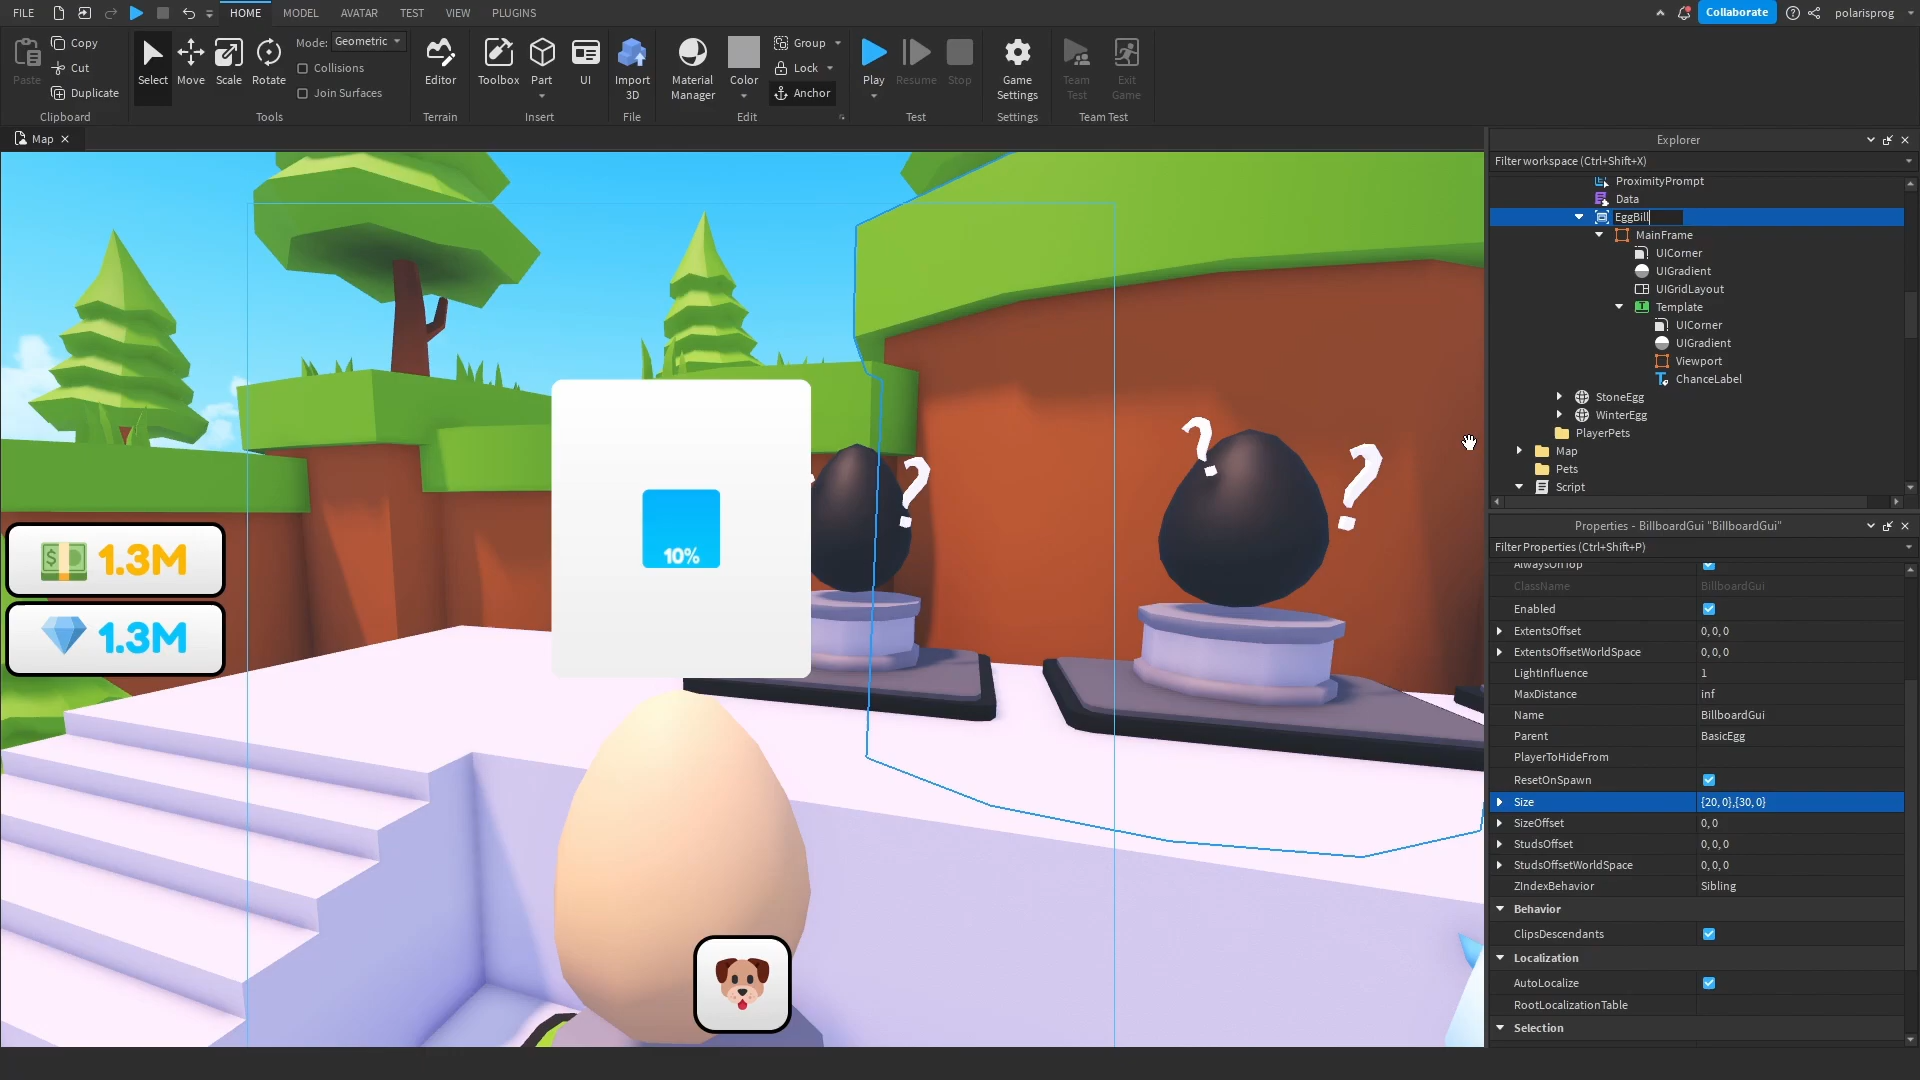 FILE HOME MODEL AVATAR TEST VIEW PLUGINS Collaborate polarisprog
Paste Copy Cut Duplicate Clipboard
Select Move Scale Rotate Mode: Geometric Collisions Join Surfaces Tools
Editor Terrain
Toolbox Part UI Insert
Import 3D File
Material Manager Color Group Lock Anchor Edit
Play Resume Stop Test
Game Settings Settings
Team Test Exit Game Team Test
Map
1.3M
1.3M
10%
? ? ?
Explorer
Filter workspace (Ctrl+Shift+X)
ProximityPrompt
Data
EggBill
MainFrame
UICorner
UIGradient
UIGridLayout
Template
UICorner
UIGradient
Viewport
ChanceLabel
StoneEgg
WinterEgg
PlayerPets
Map
Pets
Script
Properties - BillboardGui "BillboardGui"
Filter Properties (Ctrl+Shift+P)
AlwaysOnTop
ClassName BillboardGui
Enabled
ExtentsOffset 0, 0, 0
ExtentsOffsetWorldSpace 0, 0, 0
LightInfluence 1
MaxDistance inf
Name BillboardGui
Parent BasicEgg
PlayerToHideFrom
ResetOnSpawn
Size {20, 0},{30, 0}
SizeOffset 0, 0
StudsOffset 0, 0, 0
StudsOffsetWorldSpace 0, 0, 0
ZIndexBehavior Sibling
Behavior
ClipsDescendants
Localization
AutoLocalize
RootLocalizationTable
Selection